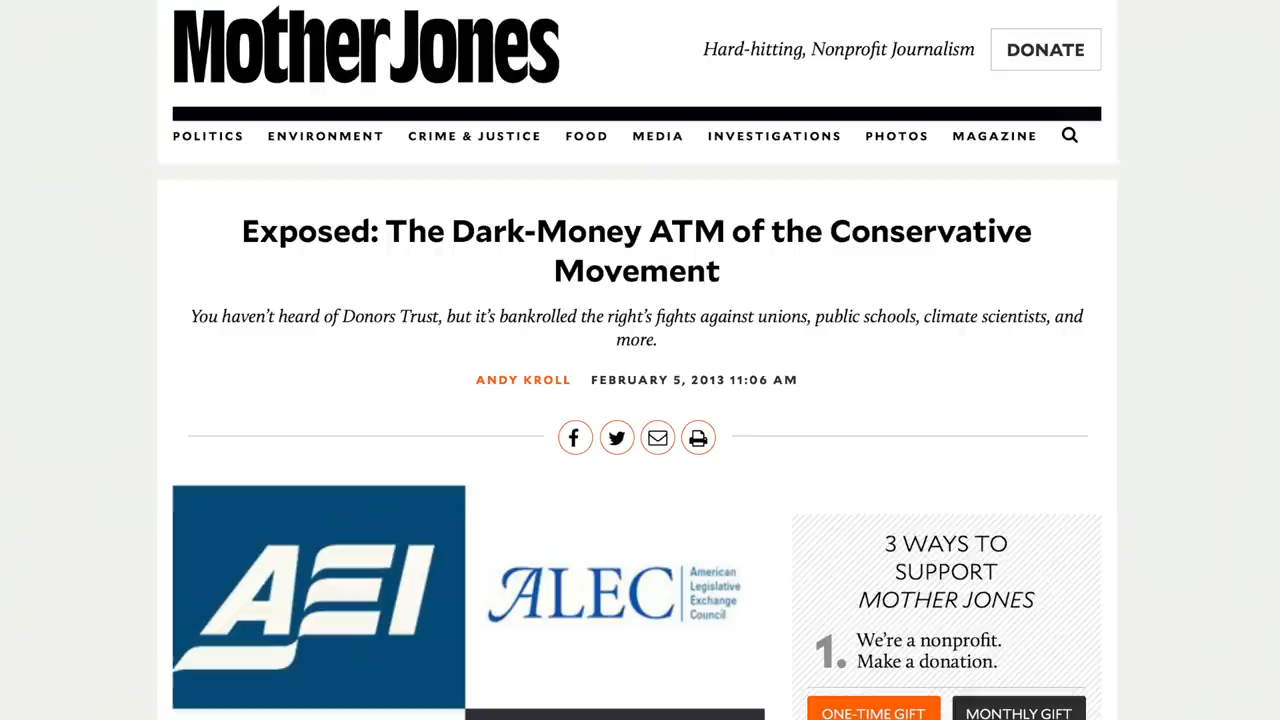 Mother Jones
Hard-hitting, Nonprofit Journalism
DONATE
POLITICS ENVIRONMENT CRIME & JUSTICE FOOD MEDIA INVESTIGATIONS PHOTOS MAGAZINE
Exposed: The Dark-Money ATM of the Conservative
Movement
You haven't heard of Donors Trust, but it's bankrolled the right's fights against unions, public schools, climate scientists, and
more.
ANDY KROLL FEBRUARY 5, 2013 11:06 AM
AEI
ALEC
American
Legislative
Exchange
Council
3 WAYS TO
SUPPORT
MOTHER JONES
1. We're a nonprofit.
Make a donation.
ONE-TIME GIFT
MONTHLY GIFT